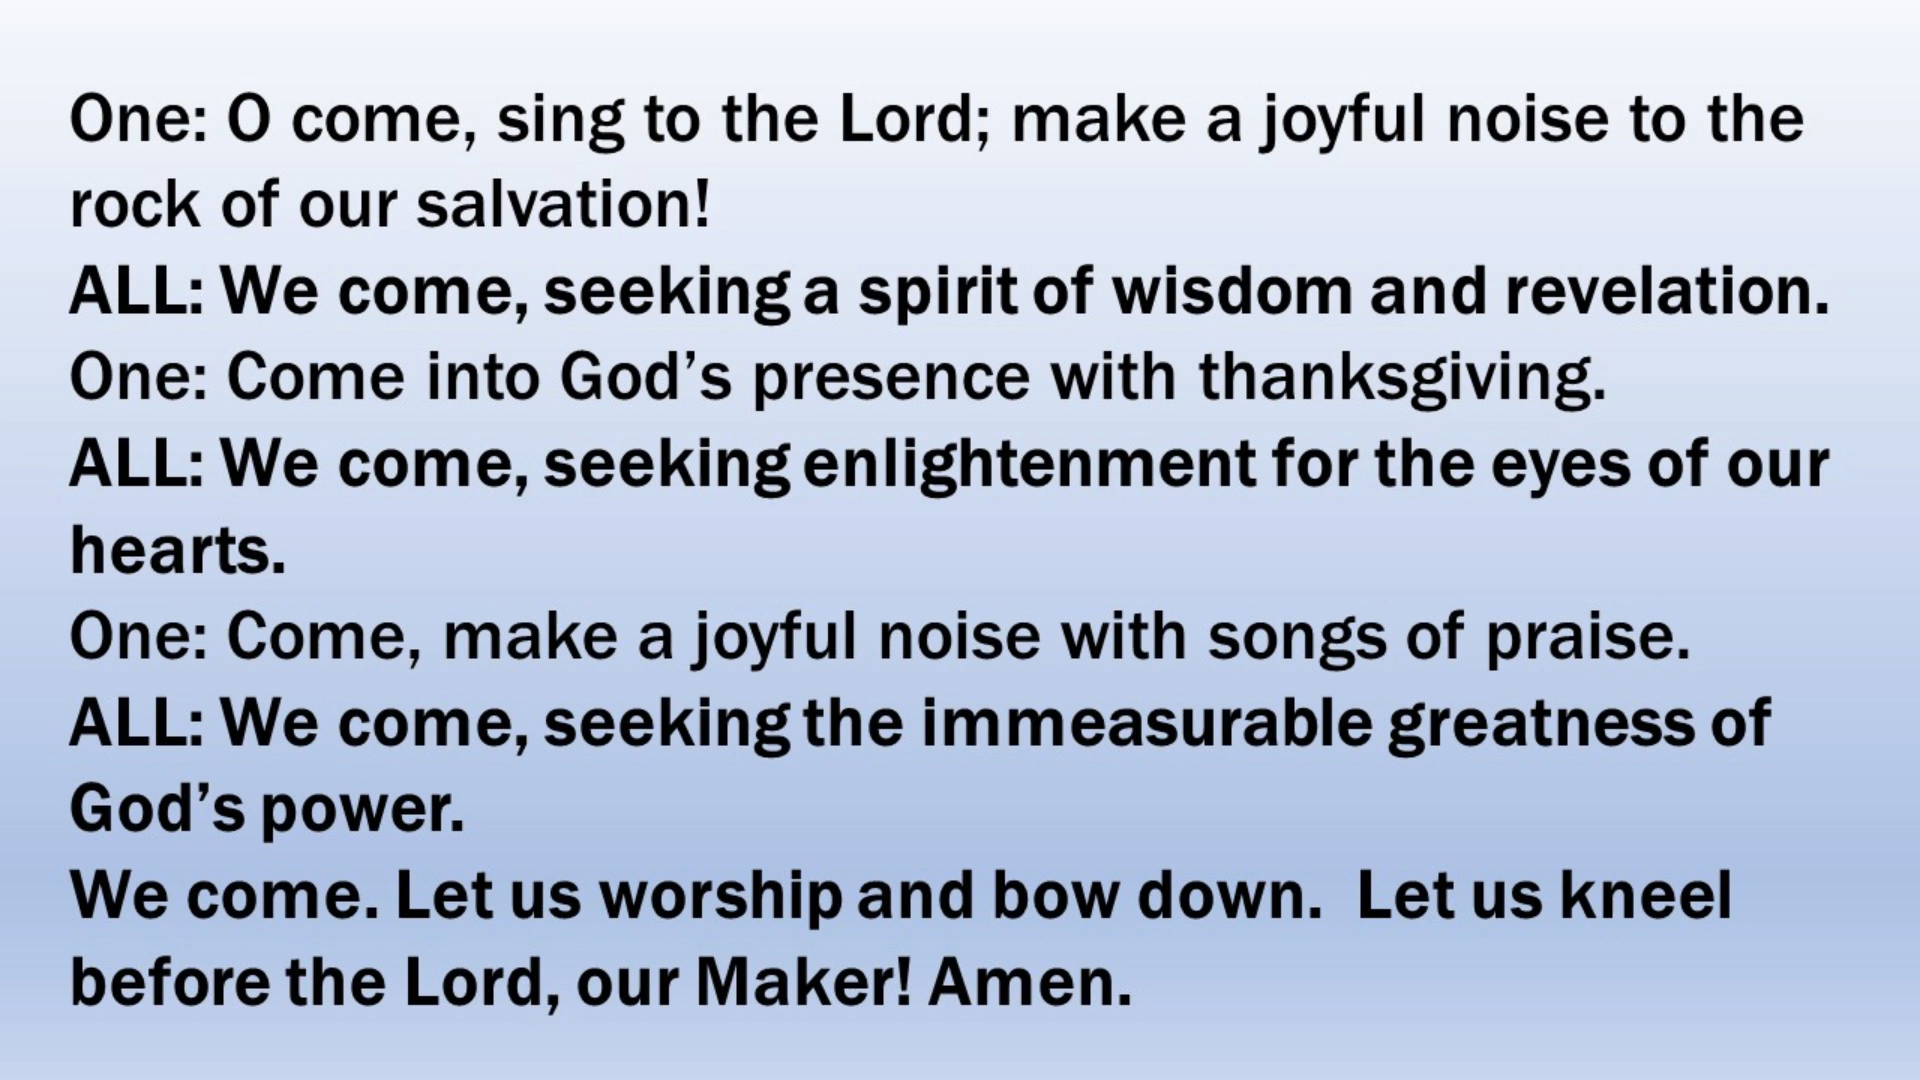 One: O come, sing to the Lord; make a joyful noise to the
rock of our salvation!
ALL: We come, seeking a spirit of wisdom and revelation.
One: Come into God’s presence with thanksgiving.
ALL: We come, seeking enlightenment for the eyes of our
hearts.
One: Come, make a joyful noise with songs of praise.
ALL: We come, seeking the immeasurable greatness of
God’s power.
We come. Let us worship and bow down.  Let us kneel
before the Lord, our Maker! Amen.